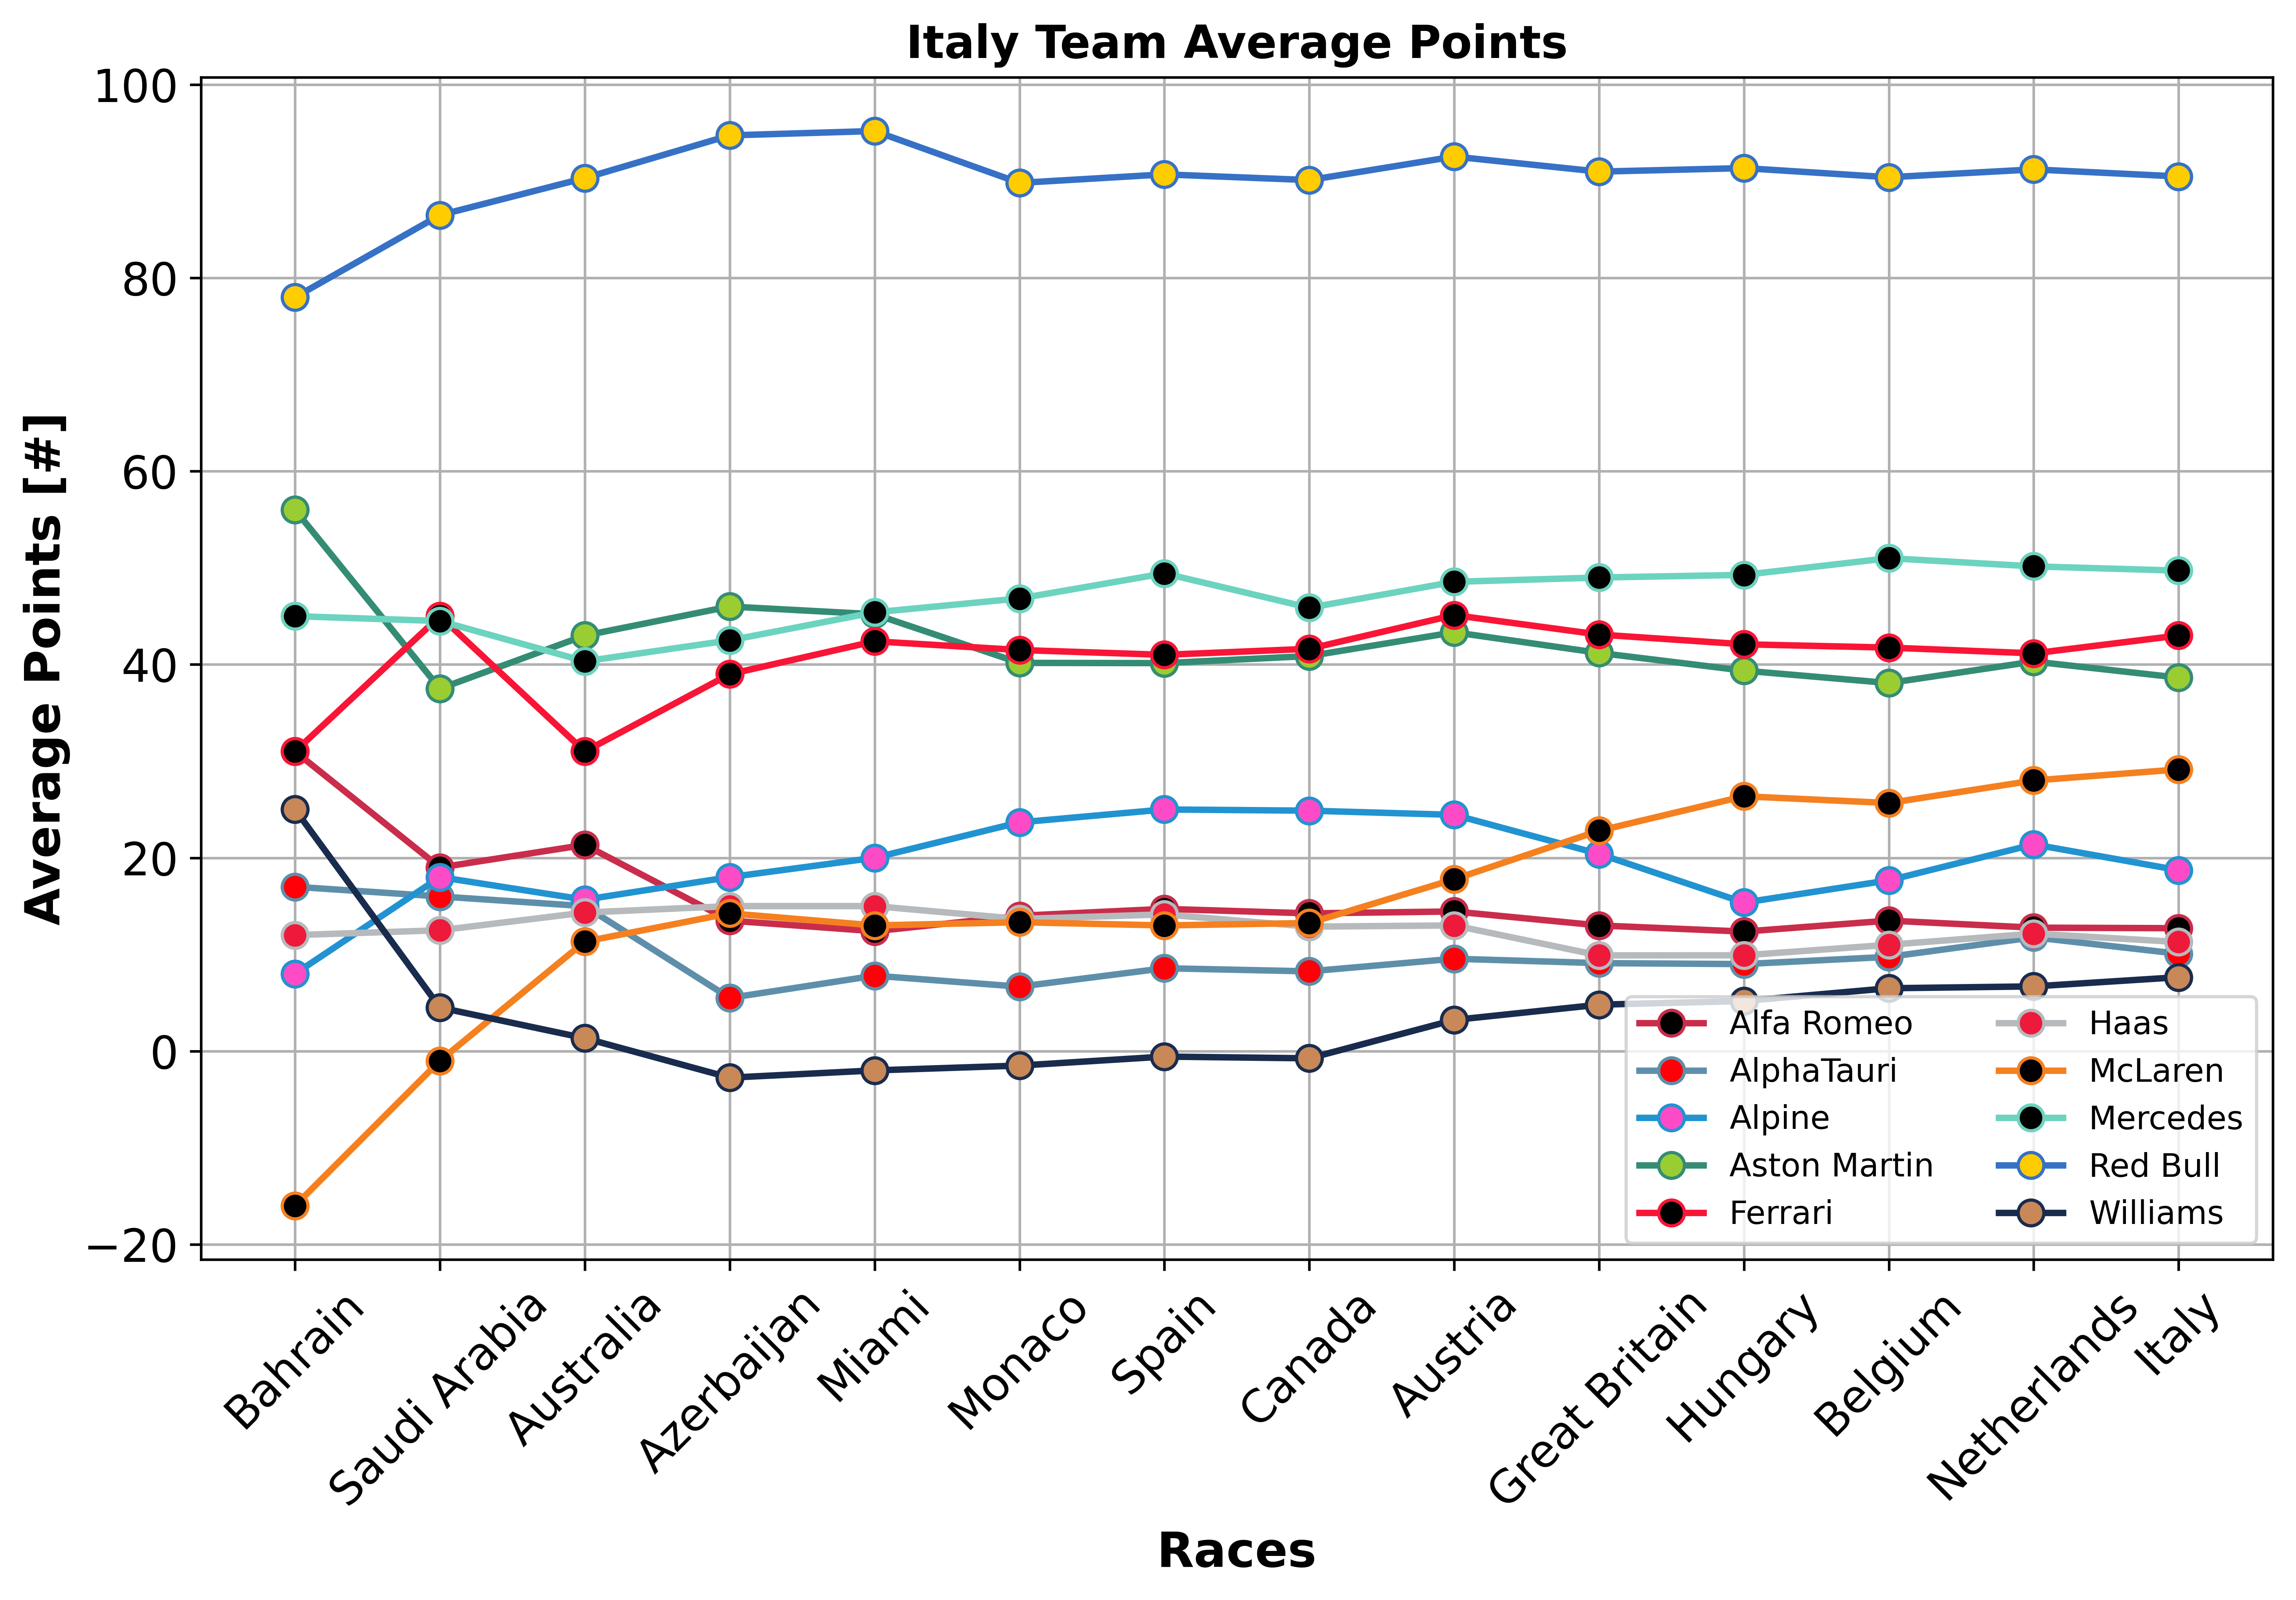 Italy Team Average Points
Average Points [#]
100
80
60
40
20
0
−20
Alfa Romeo
AlphaTauri
Alpine
Aston Martin
Ferrari
Haas
McLaren
Mercedes
Red Bull
Williams
Bahrain
Saudi Arabia
Australia
Azerbaijan
Miami
Monaco
Spain
Canada
Austria
Great Britain
Hungary
Belgium
Netherlands
Italy
Races